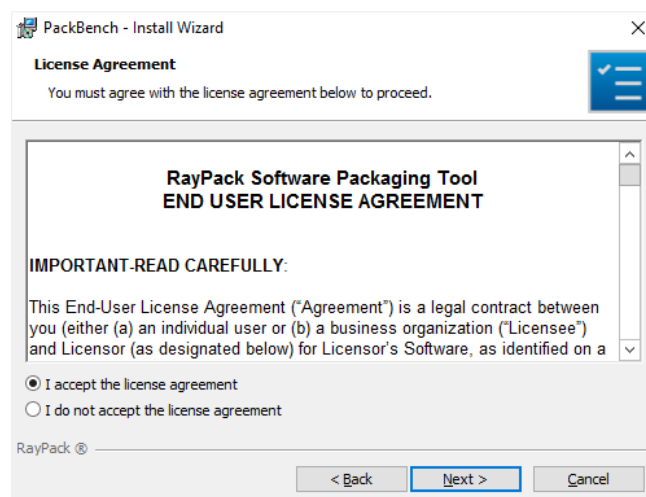 PackBench - Install Wizard
License Agreement
You must agree with the license agreement below to proceed.
RayPack Software Packaging Tool
END USER LICENSE AGREEMENT
IMPORTANT-READ CAREFULLY:
This End-User License Agreement (“Agreement”) is a legal contract between
you (either (a) an individual user or (b) a business organization (“Licensee”)
and Licensor (as designated below) for Licensor’s Software, as identified on a
I accept the license agreement
I do not accept the license agreement
RayPack ®
< Back Next > Cancel